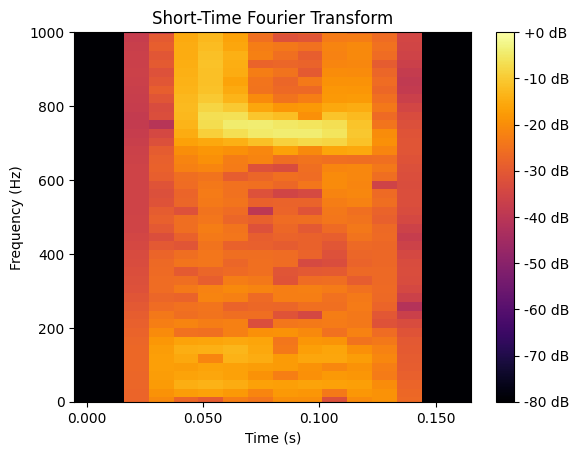 Short-Time Fourier Transform
1000
800
600
400
200
0
Frequency (Hz)
0.000
0.050
0.100
0.150
Time (s)
+0 dB
-10 dB
-20 dB
-30 dB
-40 dB
-50 dB
-60 dB
-70 dB
-80 dB